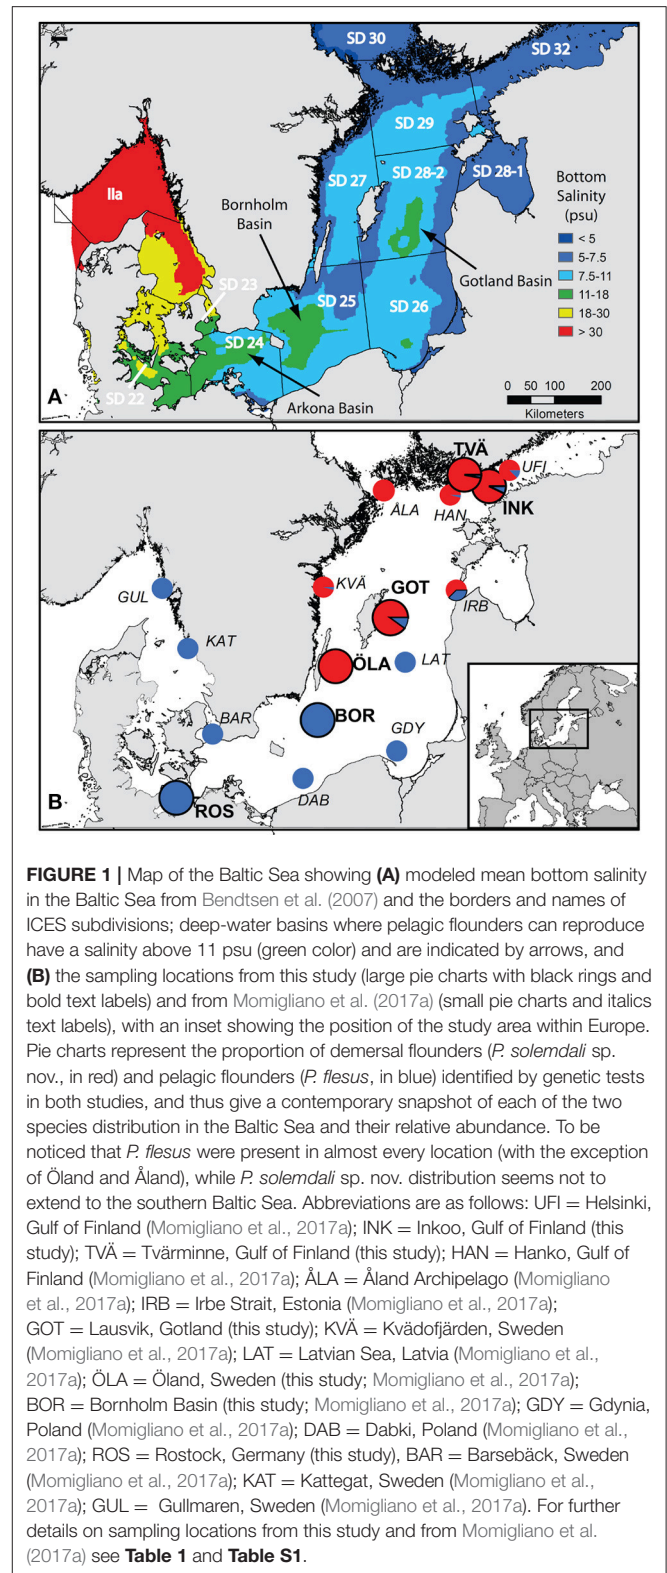 SD 30
SD 32
SD 29
IIa
SD 27
SD 28-2
SD 28-1
Bottom
Salinity
(psu)
< 5
5-7.5
7.5-11
11-18
18-30
> 30
Bornholm
Basin
SD 23
Gotland Basin
SD 25
SD 26
SD 24
SD 22
Arkona Basin
A
0 50 100 200
Kilometers
TVÄ
UFI
ÅLA
HAN
INK
GUL
KVÄ
GOT
IRB
KAT
ÖLA
LAT
BAR
BOR
GDY
DAB
B
ROS
FIGURE 1 | Map of the Baltic Sea showing (A) modeled mean bottom salinity
in the Baltic Sea from Bendtsen et al. (2007) and the borders and names of
ICES subdivisions; deep-water basins where pelagic flounders can reproduce
have a salinity above 11 psu (green color) and are indicated by arrows, and
(B) the sampling locations from this study (large pie charts with black rings and
bold text labels) and from Momigliano et al. (2017a) (small pie charts and italics
text labels), with an inset showing the position of the study area within Europe.
Pie charts represent the proportion of demersal flounders (P. solemdali sp.
nov., in red) and pelagic flounders (P. flesus, in blue) identified by genetic tests
in both studies, and thus give a contemporary snapshot of each of the two
species distribution in the Baltic Sea and their relative abundance. To be
noticed that P. flesus were present in almost every location (with the exception
of Öland and Åland), while P. solemdali sp. nov. distribution seems not to
extend to the southern Baltic Sea. Abbreviations are as follows: UFI = Helsinki,
Gulf of Finland (Momigliano et al., 2017a); INK = Inkoo, Gulf of Finland (this
study); TVÄ = Tvärminne, Gulf of Finland (this study); HAN = Hanko, Gulf of
Finland (Momigliano et al., 2017a); ÅLA = Åland Archipelago (Momigliano
et al., 2017a); IRB = Irbe Strait, Estonia (Momigliano et al., 2017a);
GOT = Lausvik, Gotland (this study); KVÄ = Kvädofjärden, Sweden
(Momigliano et al., 2017a); LAT = Latvian Sea, Latvia (Momigliano et al.,
2017a); ÖLA = Öland, Sweden (this study; Momigliano et al., 2017a);
BOR = Bornholm Basin (this study; Momigliano et al., 2017a); GDY = Gdynia,
Poland (Momigliano et al., 2017a); DAB = Dabki, Poland (Momigliano et al.,
2017a); ROS = Rostock, Germany (this study), BAR = Barsebäck, Sweden
(Momigliano et al., 2017a); KAT = Kattegat, Sweden (Momigliano et al.,
2017a); GUL = Gullmaren, Sweden (Momigliano et al., 2017a). For further
details on sampling locations from this study and from Momigliano et al.
(2017a) see Table 1 and Table S1.